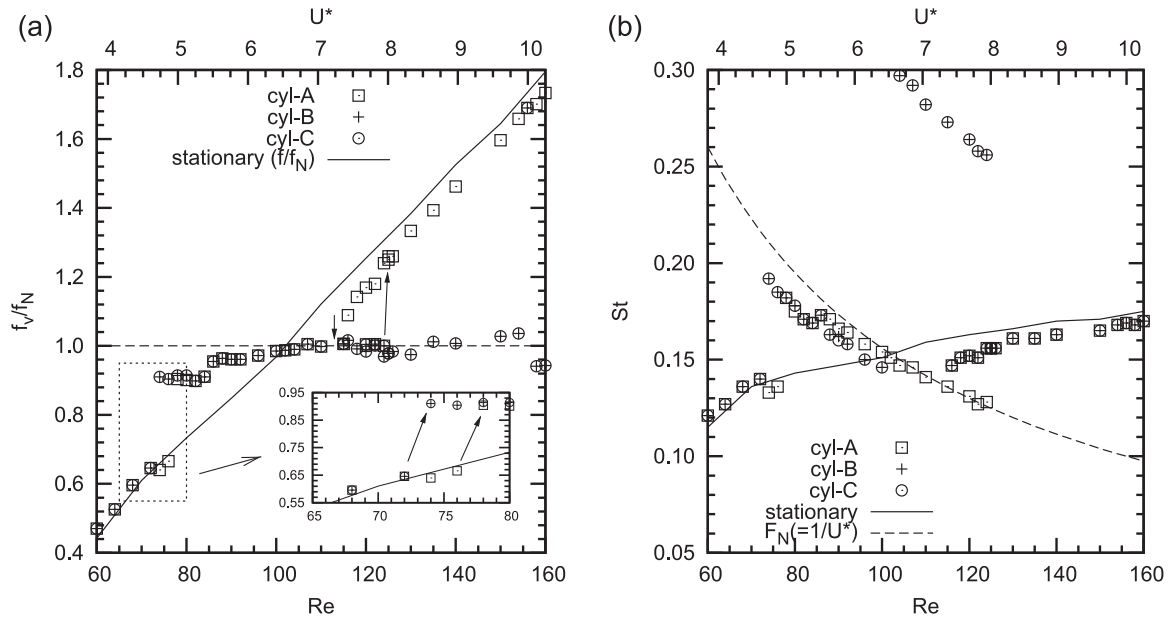 (a)
U*
4 5 6 7 8 9 10
1.8
1.6
1.4
1.2
1.0
0.8
0.6
0.4
f_v/f_N
cyl-A
cyl-B
cyl-C
stationary (f/f_N)
0.95
0.85
0.75
0.65
0.55
65 70 75 80
60 80 100 120 140 160
Re
(b)
U*
4 5 6 7 8 9 10
0.30
0.25
0.20
0.15
0.10
0.05
St
cyl-A
cyl-B
cyl-C
stationary
F_N(=1/U*)
60 80 100 120 140 160
Re